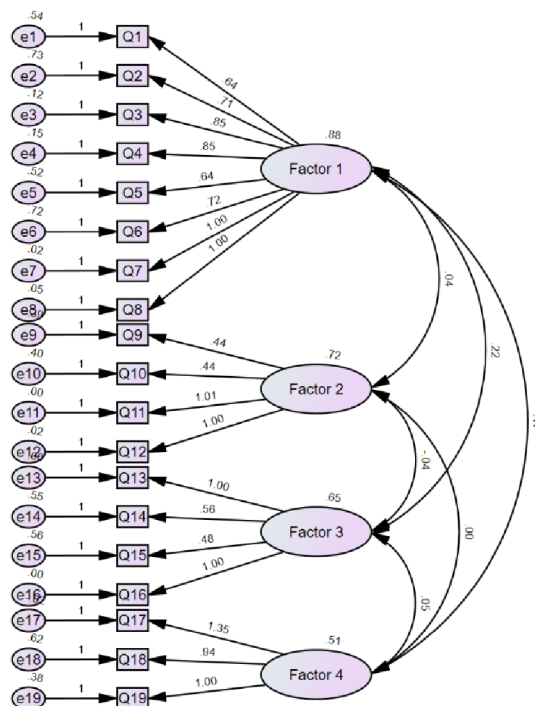 .54
e1 1 Q1
.73
e2 1 Q2
.64
.12
e3 1 Q3
.71
.15
e4 1 Q4
.85
.88
.52
e5 1 Q5
.85
Factor 1
.72
e6 1 Q6
.64
.02
e7 1 Q7
.72
.05
e8 1 Q8
1.00
1.00
e9 1 Q9
.04
.40
e10 1 Q10
.44
.72
.22
.00
e11 1 Q11
.44
Factor 2
.02
e12 1 Q12
1.01
1.00
e13 1 Q13
-.04
.55
e14 1 Q14
1.00
.65
.00
.56
e15 1 Q15
.56
Factor 3
.00
e16 1 Q16
.48
1.00
e17 1 Q17
.05
.62
e18 1 Q18
1.35
.51
.38
e19 1 Q19
.94
Factor 4
1.00